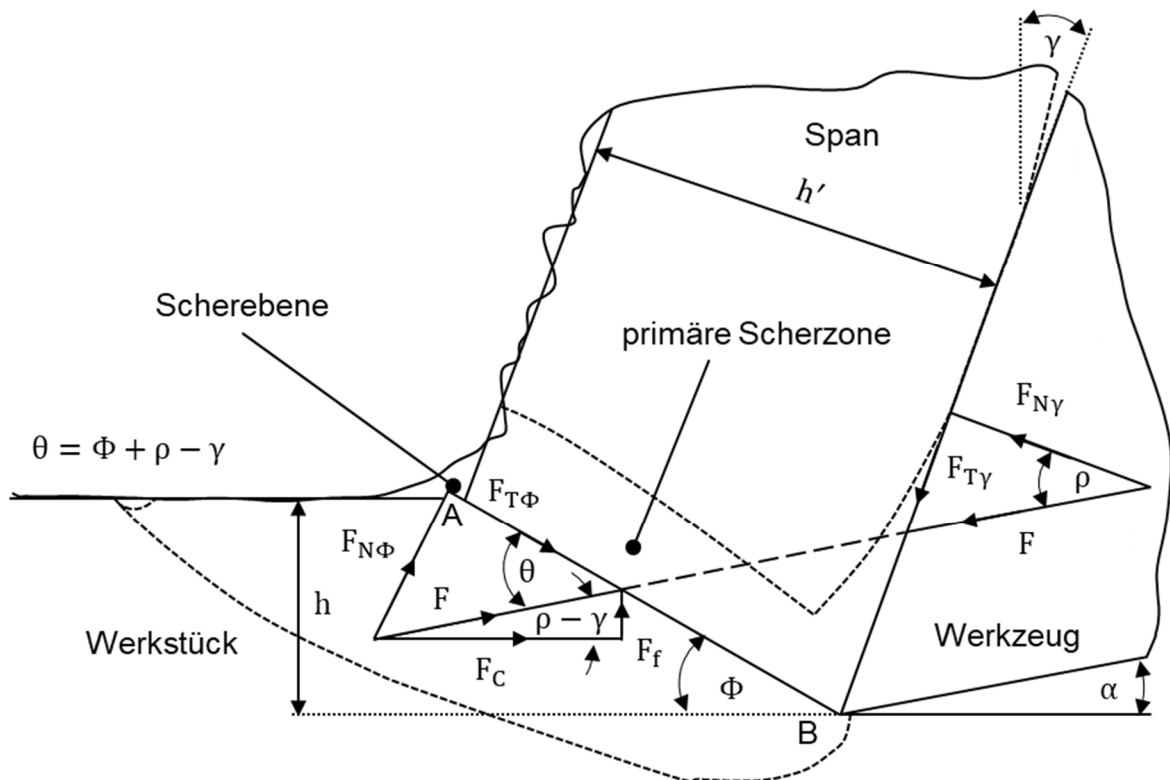 γ
Span
h′
Scherebene
primäre Scherzone
F_Nγ
θ = Φ + ρ − γ
F_TΦ
F_Tγ
ρ
A
F_NΦ
F
θ
F
h
ρ − γ
Werkstück
F_f
Werkzeug
F_C
Φ
α
B